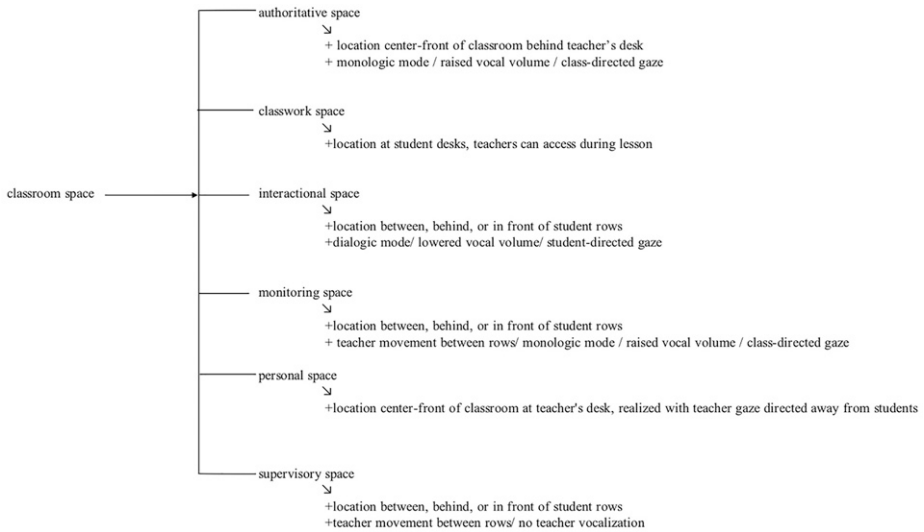 authoritative space
+ location center-front of classroom behind teacher’s desk
+ monologic mode / raised vocal volume / class-directed gaze
classwork space
+location at student desks, teachers can access during lesson
classroom space
interactional space
+location between, behind, or in front of student rows
+dialogic mode/ lowered vocal volume/ student-directed gaze
monitoring space
+location between, behind, or in front of student rows
+ teacher movement between rows/ monologic mode / raised vocal volume / class-directed gaze
personal space
+location center-front of classroom at teacher's desk, realized with teacher gaze directed away from students
supervisory space
+location between, behind, or in front of student rows
+teacher movement between rows/ no teacher vocalization